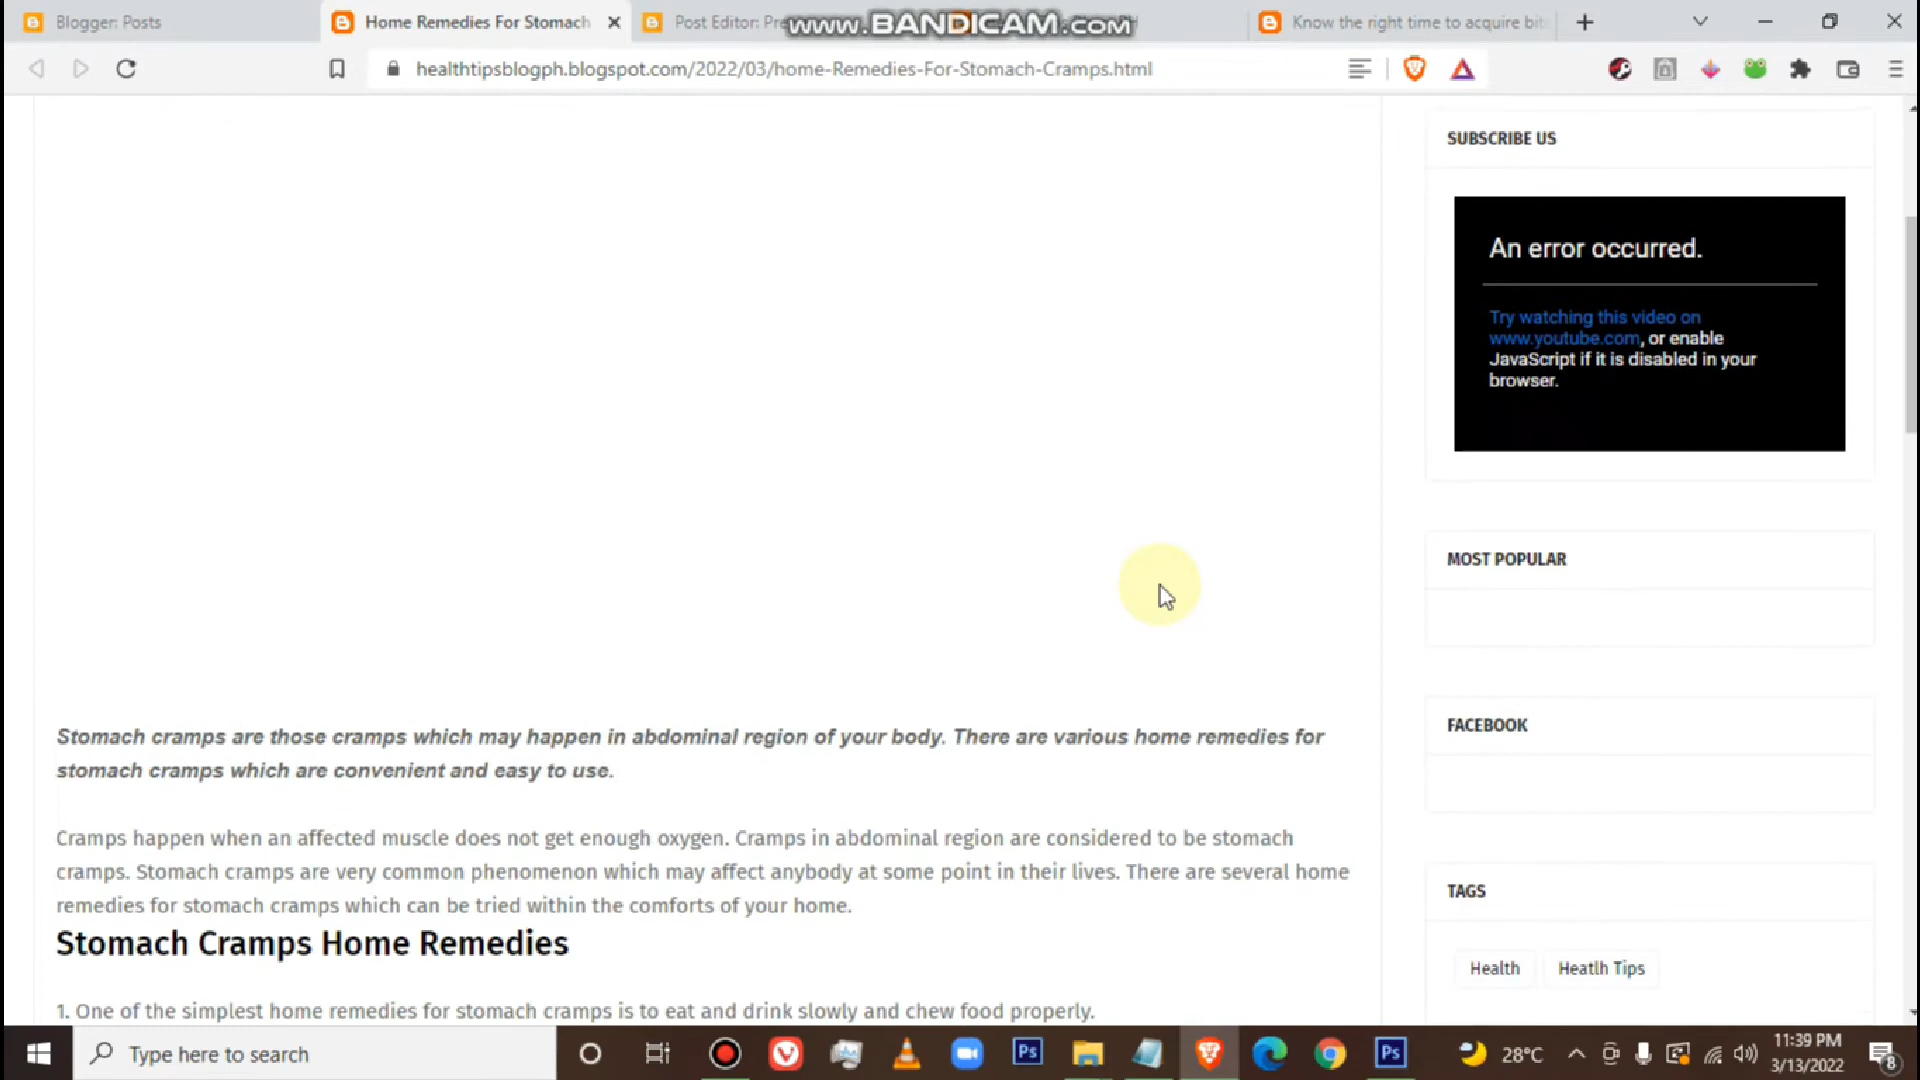 Blogger: Posts
Home Remedies For Stomach
Post Editor: Pre
www.BANDICAM.com
Know the right time to acquire bit
healthtipsblogph.blogspot.com/2022/03/home-Remedies-For-Stomach-Cramps.html
SUBSCRIBE US
An error occurred.
Try watching this video on
www.youtube.com, or enable
JavaScript if it is disabled in your
browser.
MOST POPULAR
FACEBOOK
TAGS
Health
Heatlh Tips
Stomach cramps are those cramps which may happen in abdominal region of your body. There are various home remedies for
stomach cramps which are convenient and easy to use.
Cramps happen when an affected muscle does not get enough oxygen. Cramps in abdominal region are considered to be stomach
cramps. Stomach cramps are very common phenomenon which may affect anybody at some point in their lives. There are several home
remedies for stomach cramps which can be tried within the comforts of your home.
Stomach Cramps Home Remedies
1. One of the simplest home remedies for stomach cramps is to eat and drink slowly and chew food properly.
Type here to search
Ps
Ps
28°C
11:39 PM
3/13/2022
8